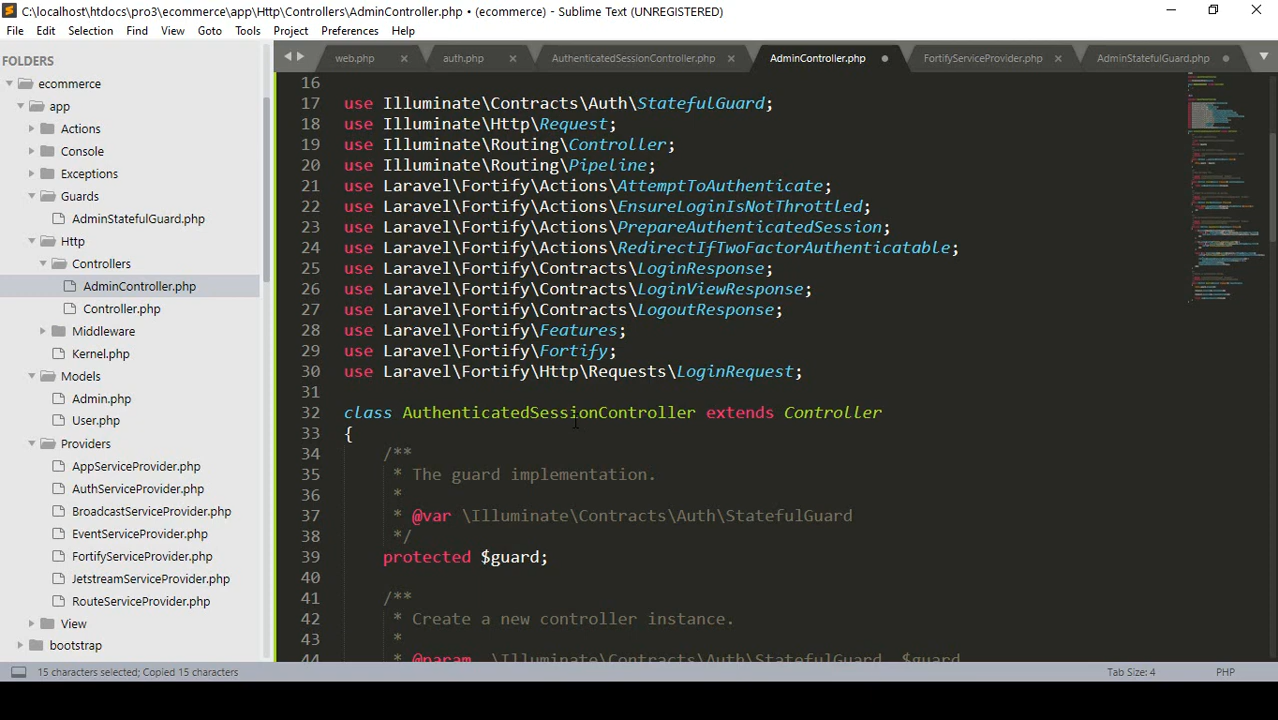 C:\localhost\htdocs\pro3\ecommerce\app\Http\Controllers\AdminController.php • (ecommerce) - Sublime Text (UNREGISTERED)
File Edit Selection Find View Goto Tools Project Preferences Help
FOLDERS
ecommerce
app
Actions
Console
Exceptions
Guards
AdminStatefulGuard.php
Http
Controllers
AdminController.php
Controller.php
Middleware
Kernel.php
Models
Admin.php
User.php
Providers
AppServiceProvider.php
AuthServiceProvider.php
BroadcastServiceProvider.php
EventServiceProvider.php
FortifyServiceProvider.php
JetstreamServiceProvider.php
RouteServiceProvider.php
View
bootstrap
web.php auth.php AuthenticatedSessionController.php AdminController.php FortifyServiceProvider.php AdminStatefulGuard.php
16
17 use Illuminate\Contracts\Auth\StatefulGuard;
18 use Illuminate\Http\Request;
19 use Illuminate\Routing\Controller;
20 use Illuminate\Routing\Pipeline;
21 use Laravel\Fortify\Actions\AttemptToAuthenticate;
22 use Laravel\Fortify\Actions\EnsureLoginIsNotThrottled;
23 use Laravel\Fortify\Actions\PrepareAuthenticatedSession;
24 use Laravel\Fortify\Actions\RedirectIfTwoFactorAuthenticatable;
25 use Laravel\Fortify\Contracts\LoginResponse;
26 use Laravel\Fortify\Contracts\LoginViewResponse;
27 use Laravel\Fortify\Contracts\LogoutResponse;
28 use Laravel\Fortify\Features;
29 use Laravel\Fortify\Fortify;
30 use Laravel\Fortify\Http\Requests\LoginRequest;
31
32 class AuthenticatedSessionController extends Controller
33 {
34 /**
35 * The guard implementation.
36 *
37 * @var \Illuminate\Contracts\Auth\StatefulGuard
38 */
39 protected $guard;
40
41 /**
42 * Create a new controller instance.
43 *
44 * @param \Illuminate\Contracts\Auth\StatefulGuard $guard
15 characters selected; Copied 15 characters Tab Size: 4 PHP